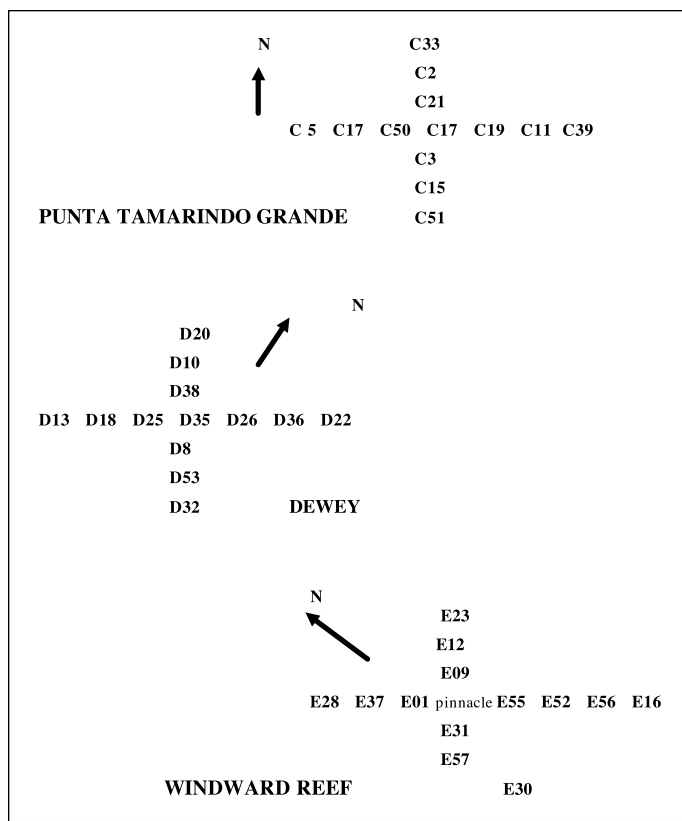 N C33
C2
C21
C 5 C17 C50 C17 C19 C11 C39
C3
C15
PUNTA TAMARINDO GRANDE C51
N
D20
D10
D38
D13 D18 D25 D35 D26 D36 D22
D8
D53
D32 DEWEY
N
E23
E12
E09
E28 E37 E01 pinnacle E55 E52 E56 E16
E31
E57
WINDWARD REEF E30